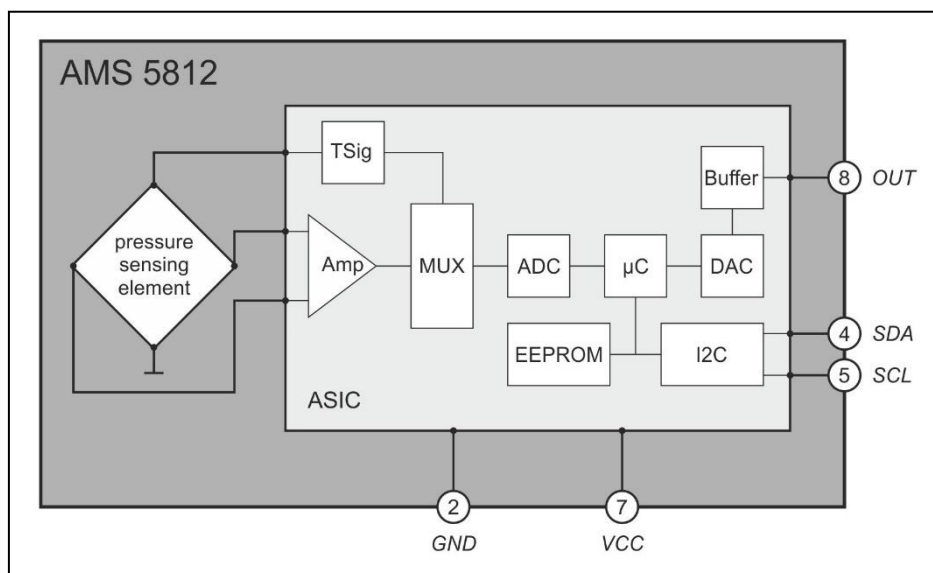 AMS 5812
TSig
Buffer
8 OUT
pressure
sensing
element
Amp
MUX
ADC
µC
DAC
EEPROM
I2C
4 SDA
5 SCL
ASIC
2
GND
7
VCC